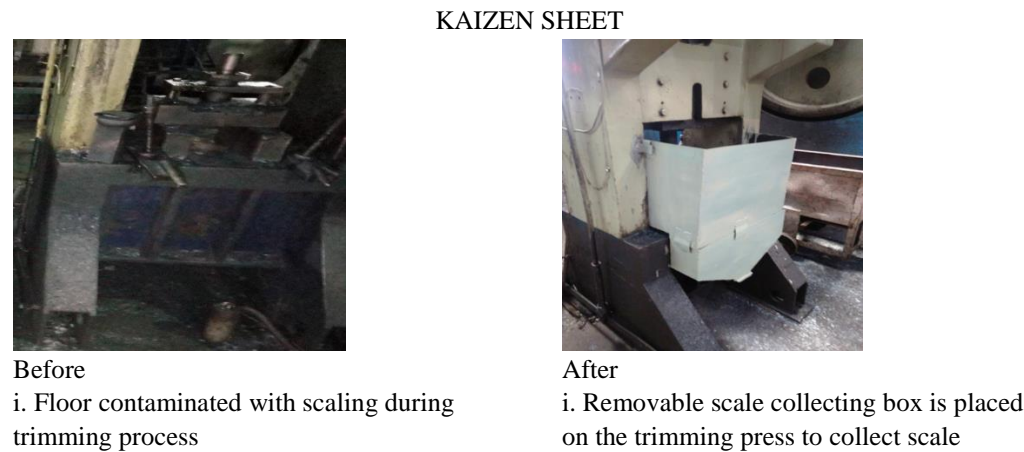 KAIZEN SHEET
Before
i. Floor contaminated with scaling during
trimming process
After
i. Removable scale collecting box is placed
on the trimming press to collect scale